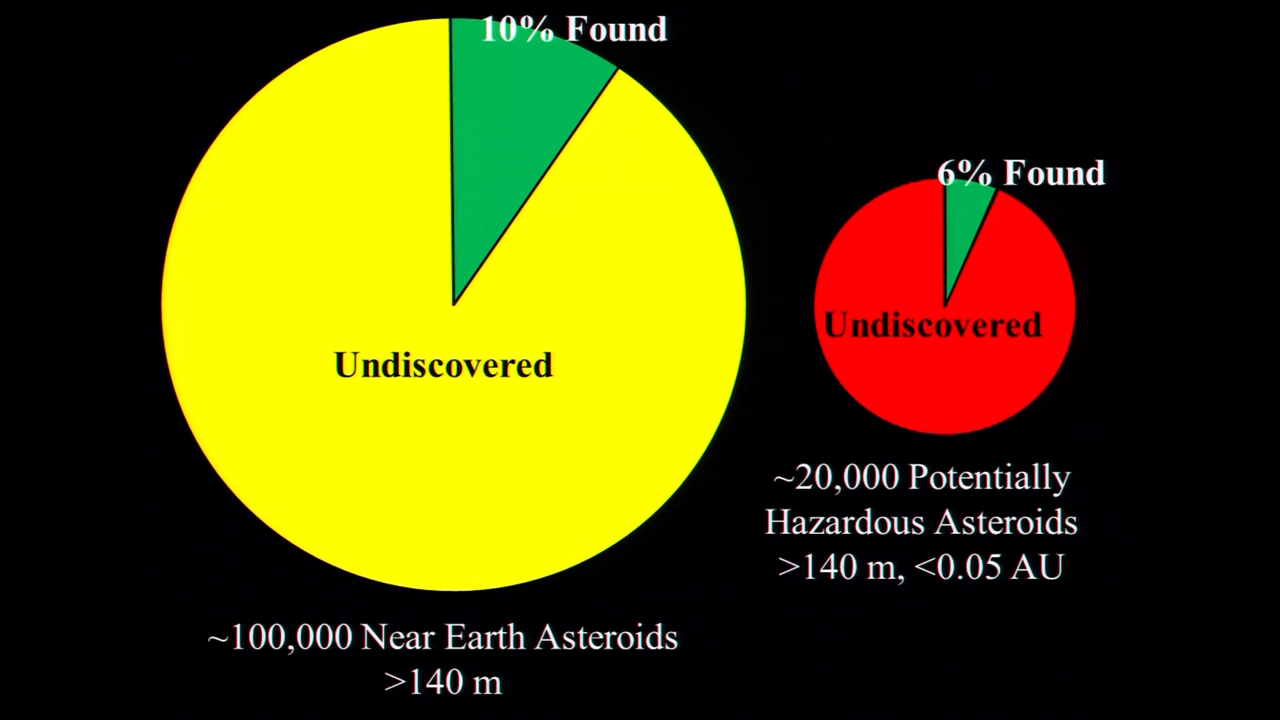 10% Found
Undiscovered
~100,000 Near Earth Asteroids
>140 m
6% Found
Undiscovered
~20,000 Potentially
Hazardous Asteroids
>140 m, <0.05 AU